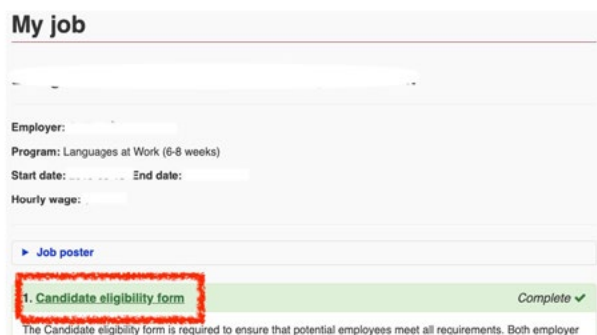 My job
Employer:
Program: Languages at Work (6-8 weeks)
Start date: End date:
Hourly wage:
► Job poster
1. Candidate eligibility form Complete ✔
The Candidate eligibility form is required to ensure that potential employees meet all requirements. Both employer